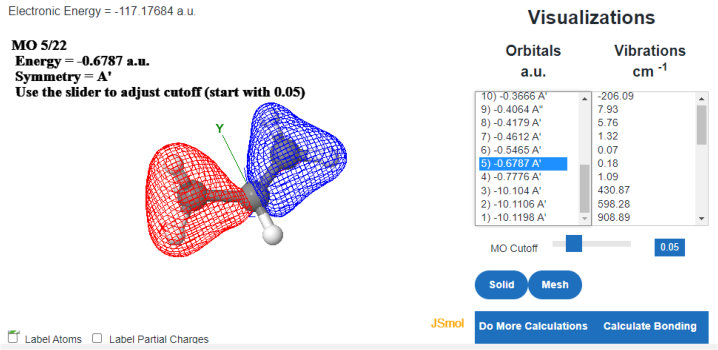 Electronic Energy = -117.17684 a.u.
MO 5/22
Energy = -0.6787 a.u.
Symmetry = A'
Use the slider to adjust cutoff (start with 0.05)
Y
X
JSmol
Label Atoms
Label Partial Charges
Visualizations
Orbitals
a.u.
Vibrations
cm -1
10) -0.3666 A'
9) -0.4064 A"
8) -0.4179 A'
7) -0.4612 A'
6) -0.5465 A'
5) -0.6787 A'
4) -0.7776 A'
3) -10.104 A'
2) -10.1106 A'
1) -10.1198 A'
-206.09
7.93
5.76
1.32
0.07
0.18
1.09
430.87
598.28
908.89
MO Cutoff
0.05
Solid
Mesh
Do More Calculations
Calculate Bonding